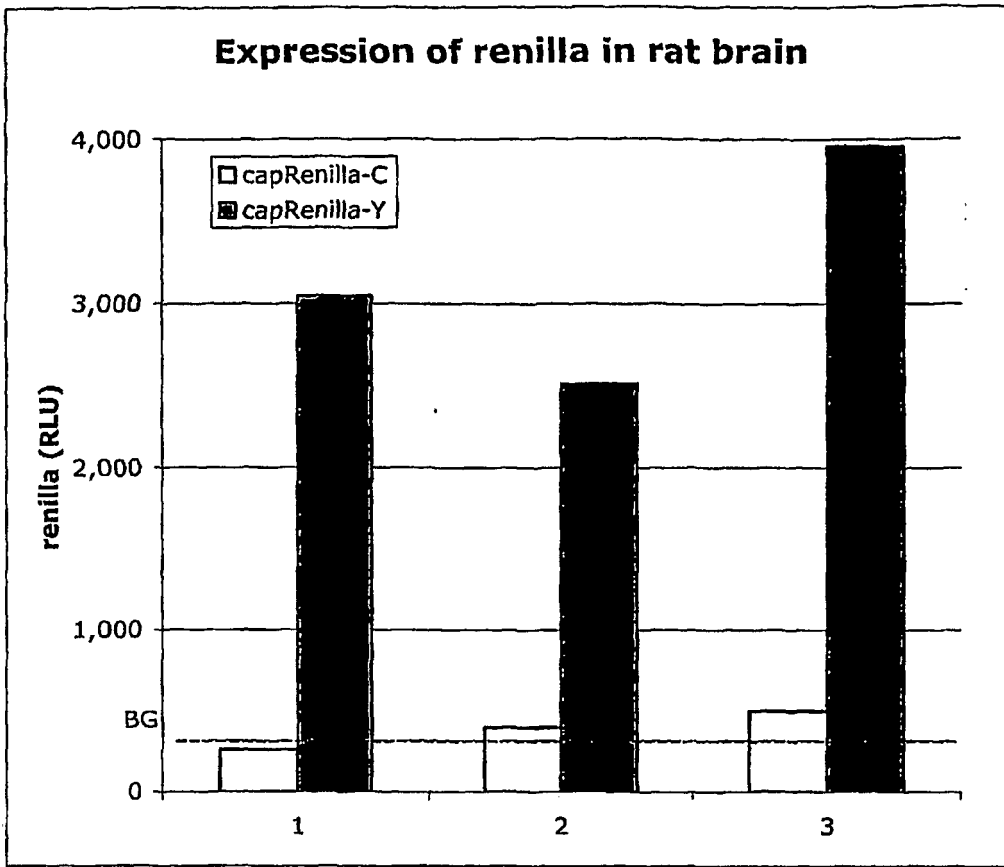 Expression of renilla in rat brain
4,000
capRenilla-C
capRenilla-Y
3,000
renilla (RLU)
2,000
1,000
BG
0
1 2 3